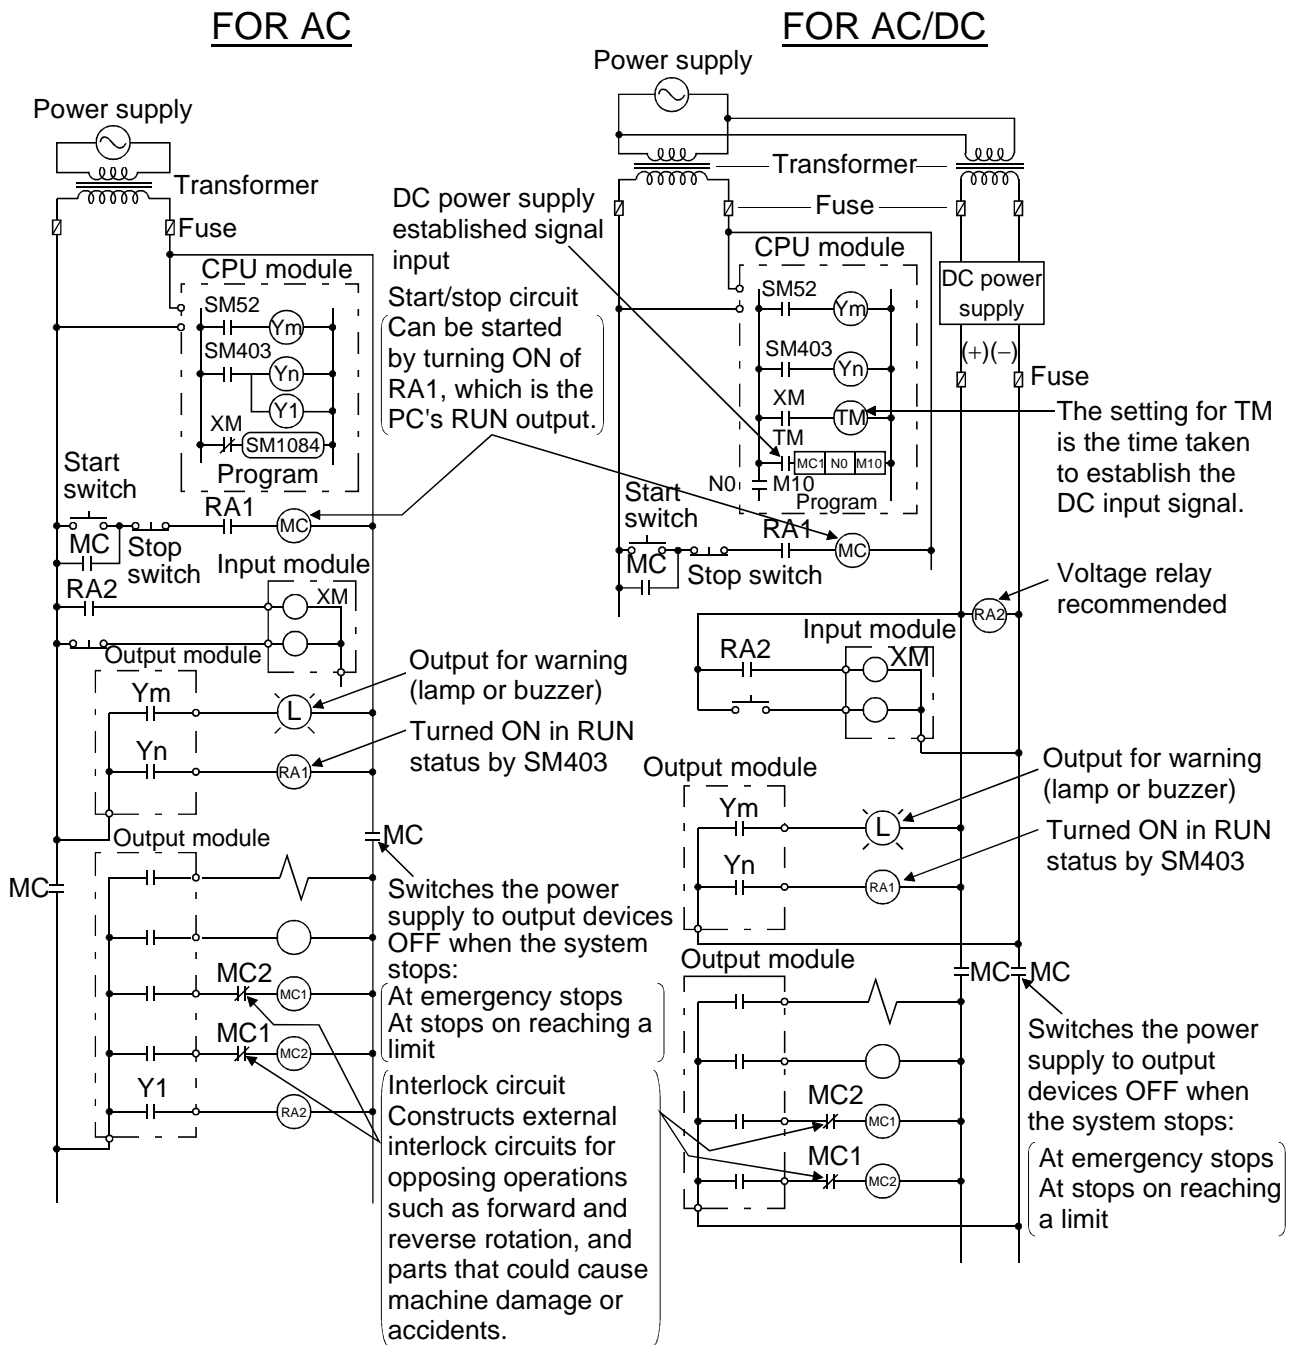 FOR AC
Power supply
Transformer
Fuse
CPU module
SM52
Ym
SM403
Yn
Y1
XM
SM1084
Program
Start
switch
RA1
MC
MC
Stop
switch
Input module
RA2
XM
Output module
Ym
L
Yn
RA1
Output module
MC
MC
MC2
MC1
MC1
MC2
Y1
RA2
Start/stop circuit
Can be started
by turning ON of
RA1, which is the
PC's RUN output.
Output for warning
(lamp or buzzer)
Turned ON in RUN
status by SM403
Switches the power
supply to output devices
OFF when the system
stops:
At emergency stops
At stops on reaching a
limit
Interlock circuit
Constructs external
interlock circuits for
opposing operations
such as forward and
reverse rotation, and
parts that could cause
machine damage or
accidents.
FOR AC/DC
Power supply
Transformer
Fuse
DC power supply
established signal
input
CPU module
SM52
Ym
SM403
Yn
XM
TM
TM
MC1 N0 M10
N0 M10
Program
DC power
supply
(+)(−)
Fuse
The setting for TM
is the time taken
to establish the
DC input signal.
Start
switch
RA1
MC
MC
Stop switch
Voltage relay
recommended
RA2
Input module
RA2
XM
Output module
Ym
L
Yn
RA1
Output for warning
(lamp or buzzer)
Turned ON in RUN
status by SM403
Output module
MC MC
MC2
MC1
MC1
MC2
Switches the power
supply to output
devices OFF when
the system stops:
At emergency stops
At stops on reaching
a limit